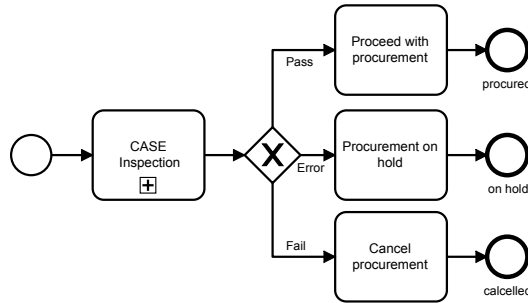 Proceed with
procurement
Pass
procured
CASE
Inspection
Procurement on
hold
Error
on hold
Fail
Cancel
procurement
calcelled